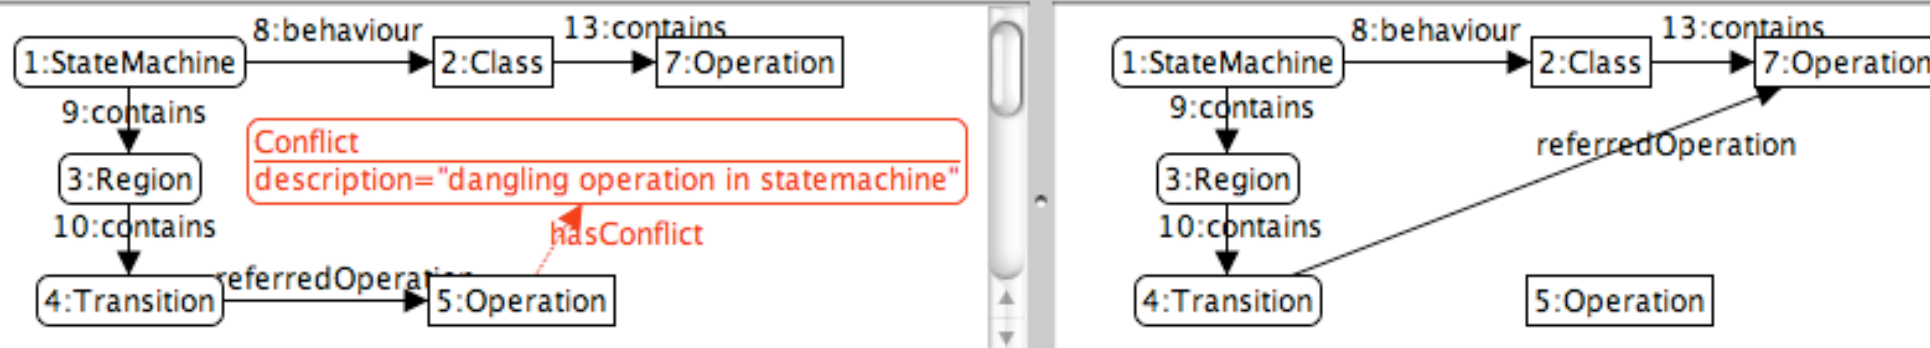 8:behaviour 13:contains
1:StateMachine 2:Class 7:Operation
9:contains
Conflict
description="dangling operation in statemachine"
3:Region
10:contains
hasConflict
referredOperation
4:Transition 5:Operation
8:behaviour 13:contains
1:StateMachine 2:Class 7:Operation
9:contains
referredOperation
3:Region
10:contains
4:Transition 5:Operation